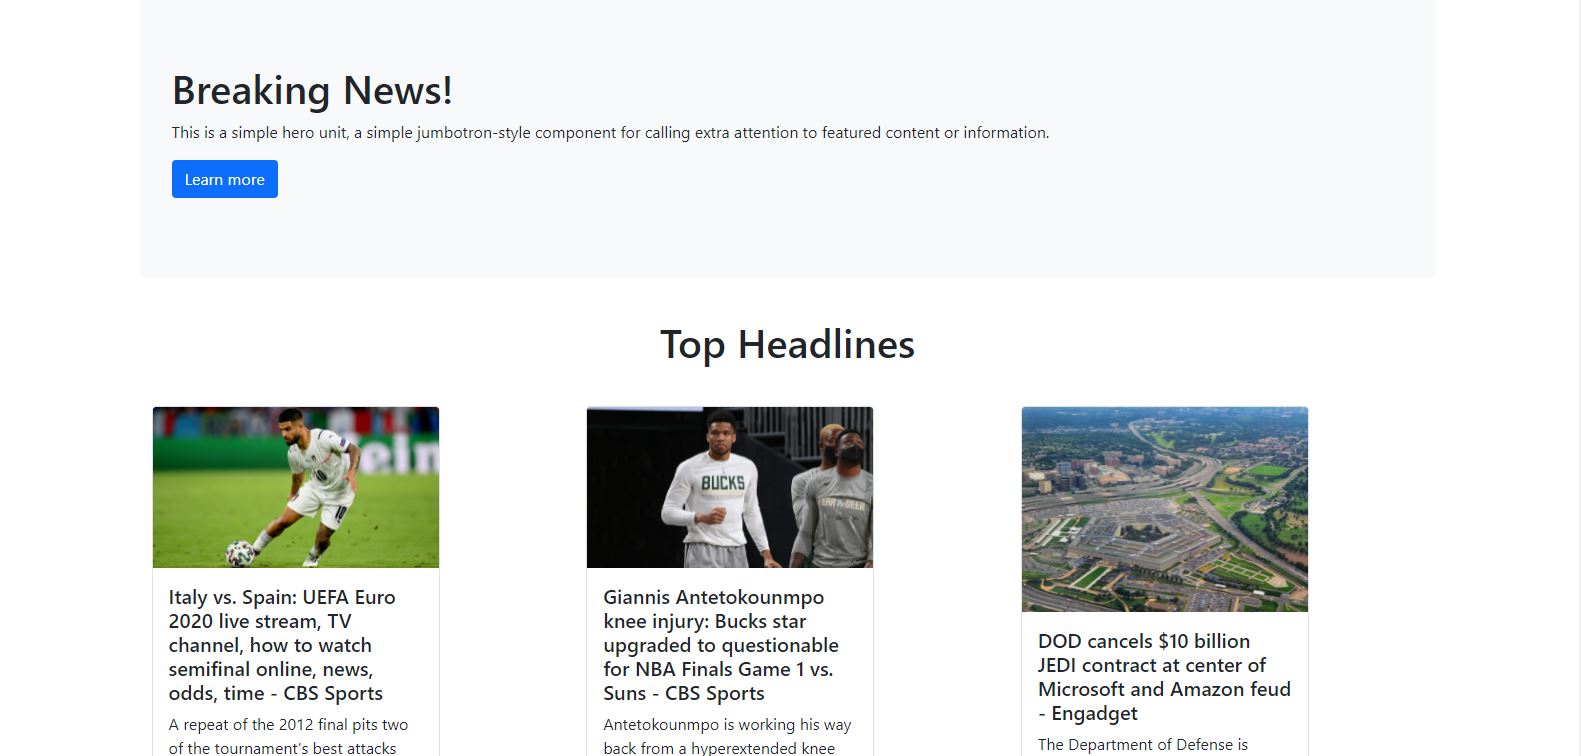 Breaking News!
This is a simple hero unit, a simple jumbotron-style component for calling extra attention to featured content or information.
Learn more
Top Headlines
10
10
BUCKS
FEAR THE DEER
Italy vs. Spain: UEFA Euro
2020 live stream, TV
channel, how to watch
semifinal online, news,
odds, time - CBS Sports
A repeat of the 2012 final pits two
of the tournament's best attacks
Giannis Antetokounmpo
knee injury: Bucks star
upgraded to questionable
for NBA Finals Game 1 vs.
Suns - CBS Sports
Antetokounmpo is working his way
back from a hyperextended knee
DOD cancels $10 billion
JEDI contract at center of
Microsoft and Amazon feud
- Engadget
The Department of Defense is